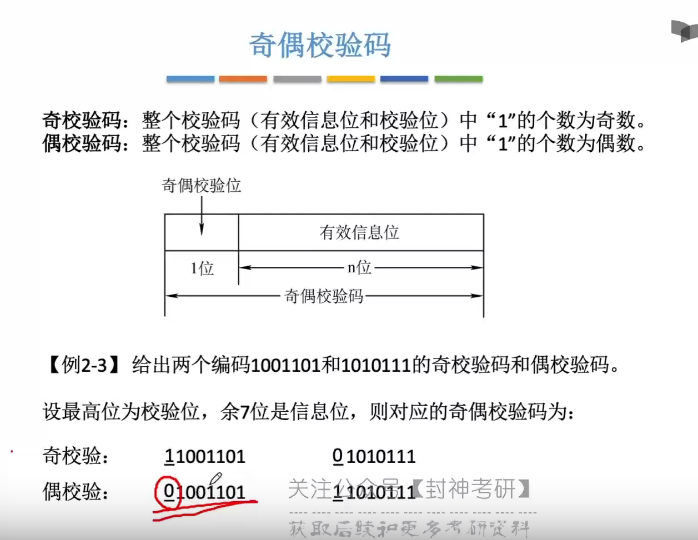 奇偶校验码
奇校验码：整个校验码（有效信息位和校验位）中“1”的个数为奇数。
偶校验码：整个校验码（有效信息位和校验位）中“1”的个数为偶数。
奇偶校验位
有效信息位
1位
n位
奇偶校验码
【例2-3】 给出两个编码1001101和1010111的奇校验码和偶校验码。
设最高位为校验位，余7位是信息位，则对应的奇偶校验码为：
奇校验： 11001101 01010111
偶校验： 01001101 11010111
关注公众号【封神考研】
获取后续和更多考研资料